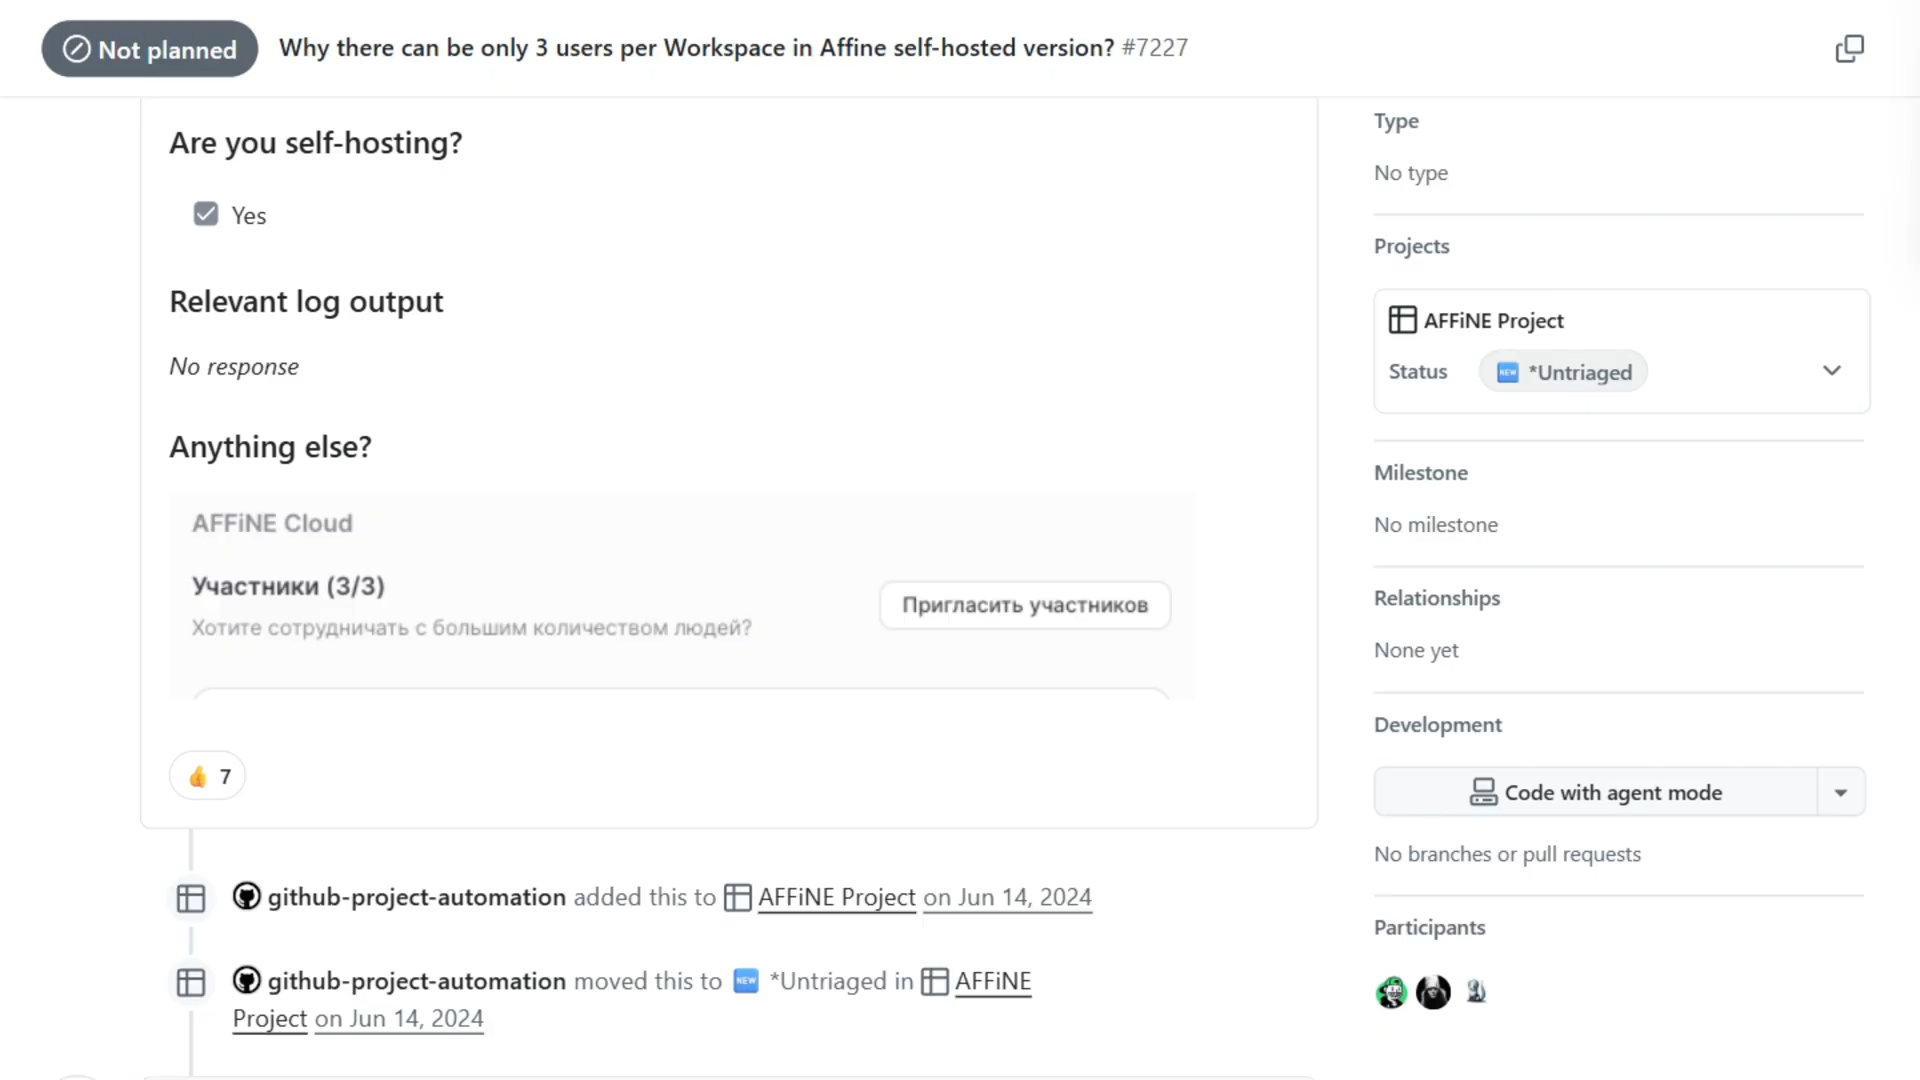 Not planned
Why there can be only 3 users per Workspace in Affine self-hosted version? #7227
Are you self-hosting?
Yes
Relevant log output
No response
Anything else?
AFFiNE Cloud
Участники (3/3)
Хотите сотрудничать с большим количеством людей?
Пригласить участников
👍 7
github-project-automation added this to AFFiNE Project on Jun 14, 2024
github-project-automation moved this to NEW *Untriaged in AFFiNE
Project on Jun 14, 2024
Type
No type
Projects
AFFiNE Project
Status NEW *Untriaged
Milestone
No milestone
Relationships
None yet
Development
Code with agent mode
No branches or pull requests
Participants